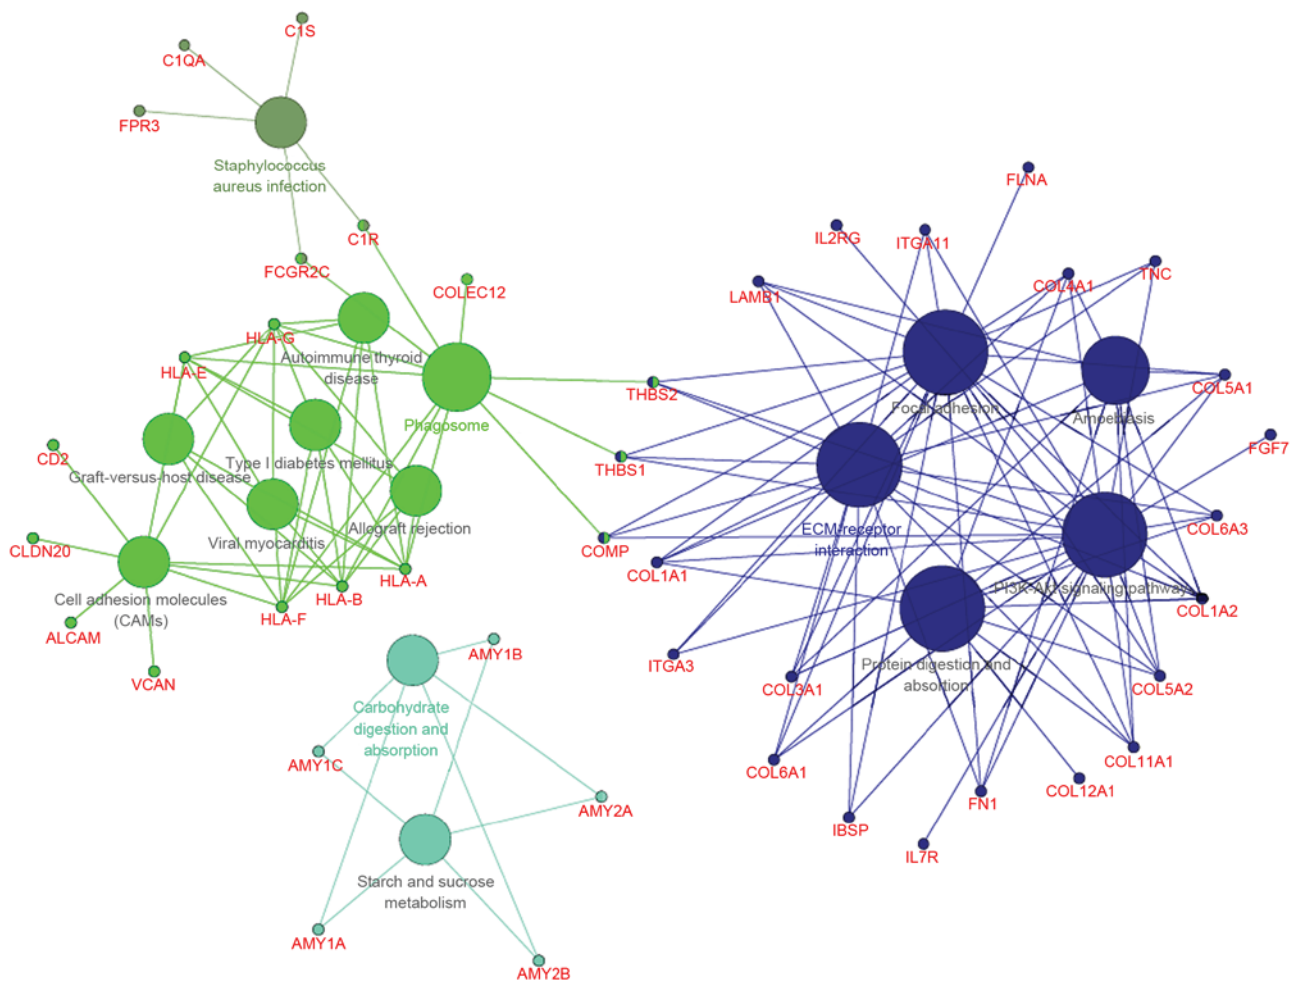 C1S
C1QA
FPR3
Staphylococcus
aureus infection
C1R
FCGR2C
COLEC12
HLA-G
Autoimmune thyroid
disease
HLA-E
Phagosome
CD2
Type I diabetes mellitus
Graft-versus-host disease
Allograft rejection
Viral myocarditis
CLDN20
HLA-A
Cell adhesion molecules
(CAMs)
HLA-B
HLA-F
ALCAM
VCAN
FLNA
IL2RG
ITGA11
TNC
COL4A1
LAMB1
THBS2
COL5A1
Focal adhesion
Amoebiasis
FGF7
THBS1
ECM-receptor
interaction
COL6A3
COMP
COL1A1
PI3K-Akt signaling pathway
COL1A2
ITGA3
Protein digestion and
absortion
COL3A1
COL5A2
COL6A1
COL11A1
COL12A1
FN1
IBSP
IL7R
AMY1B
Carbohydrate
digestion and
absorption
AMY1C
AMY2A
Starch and sucrose
metabolism
AMY1A
AMY2B